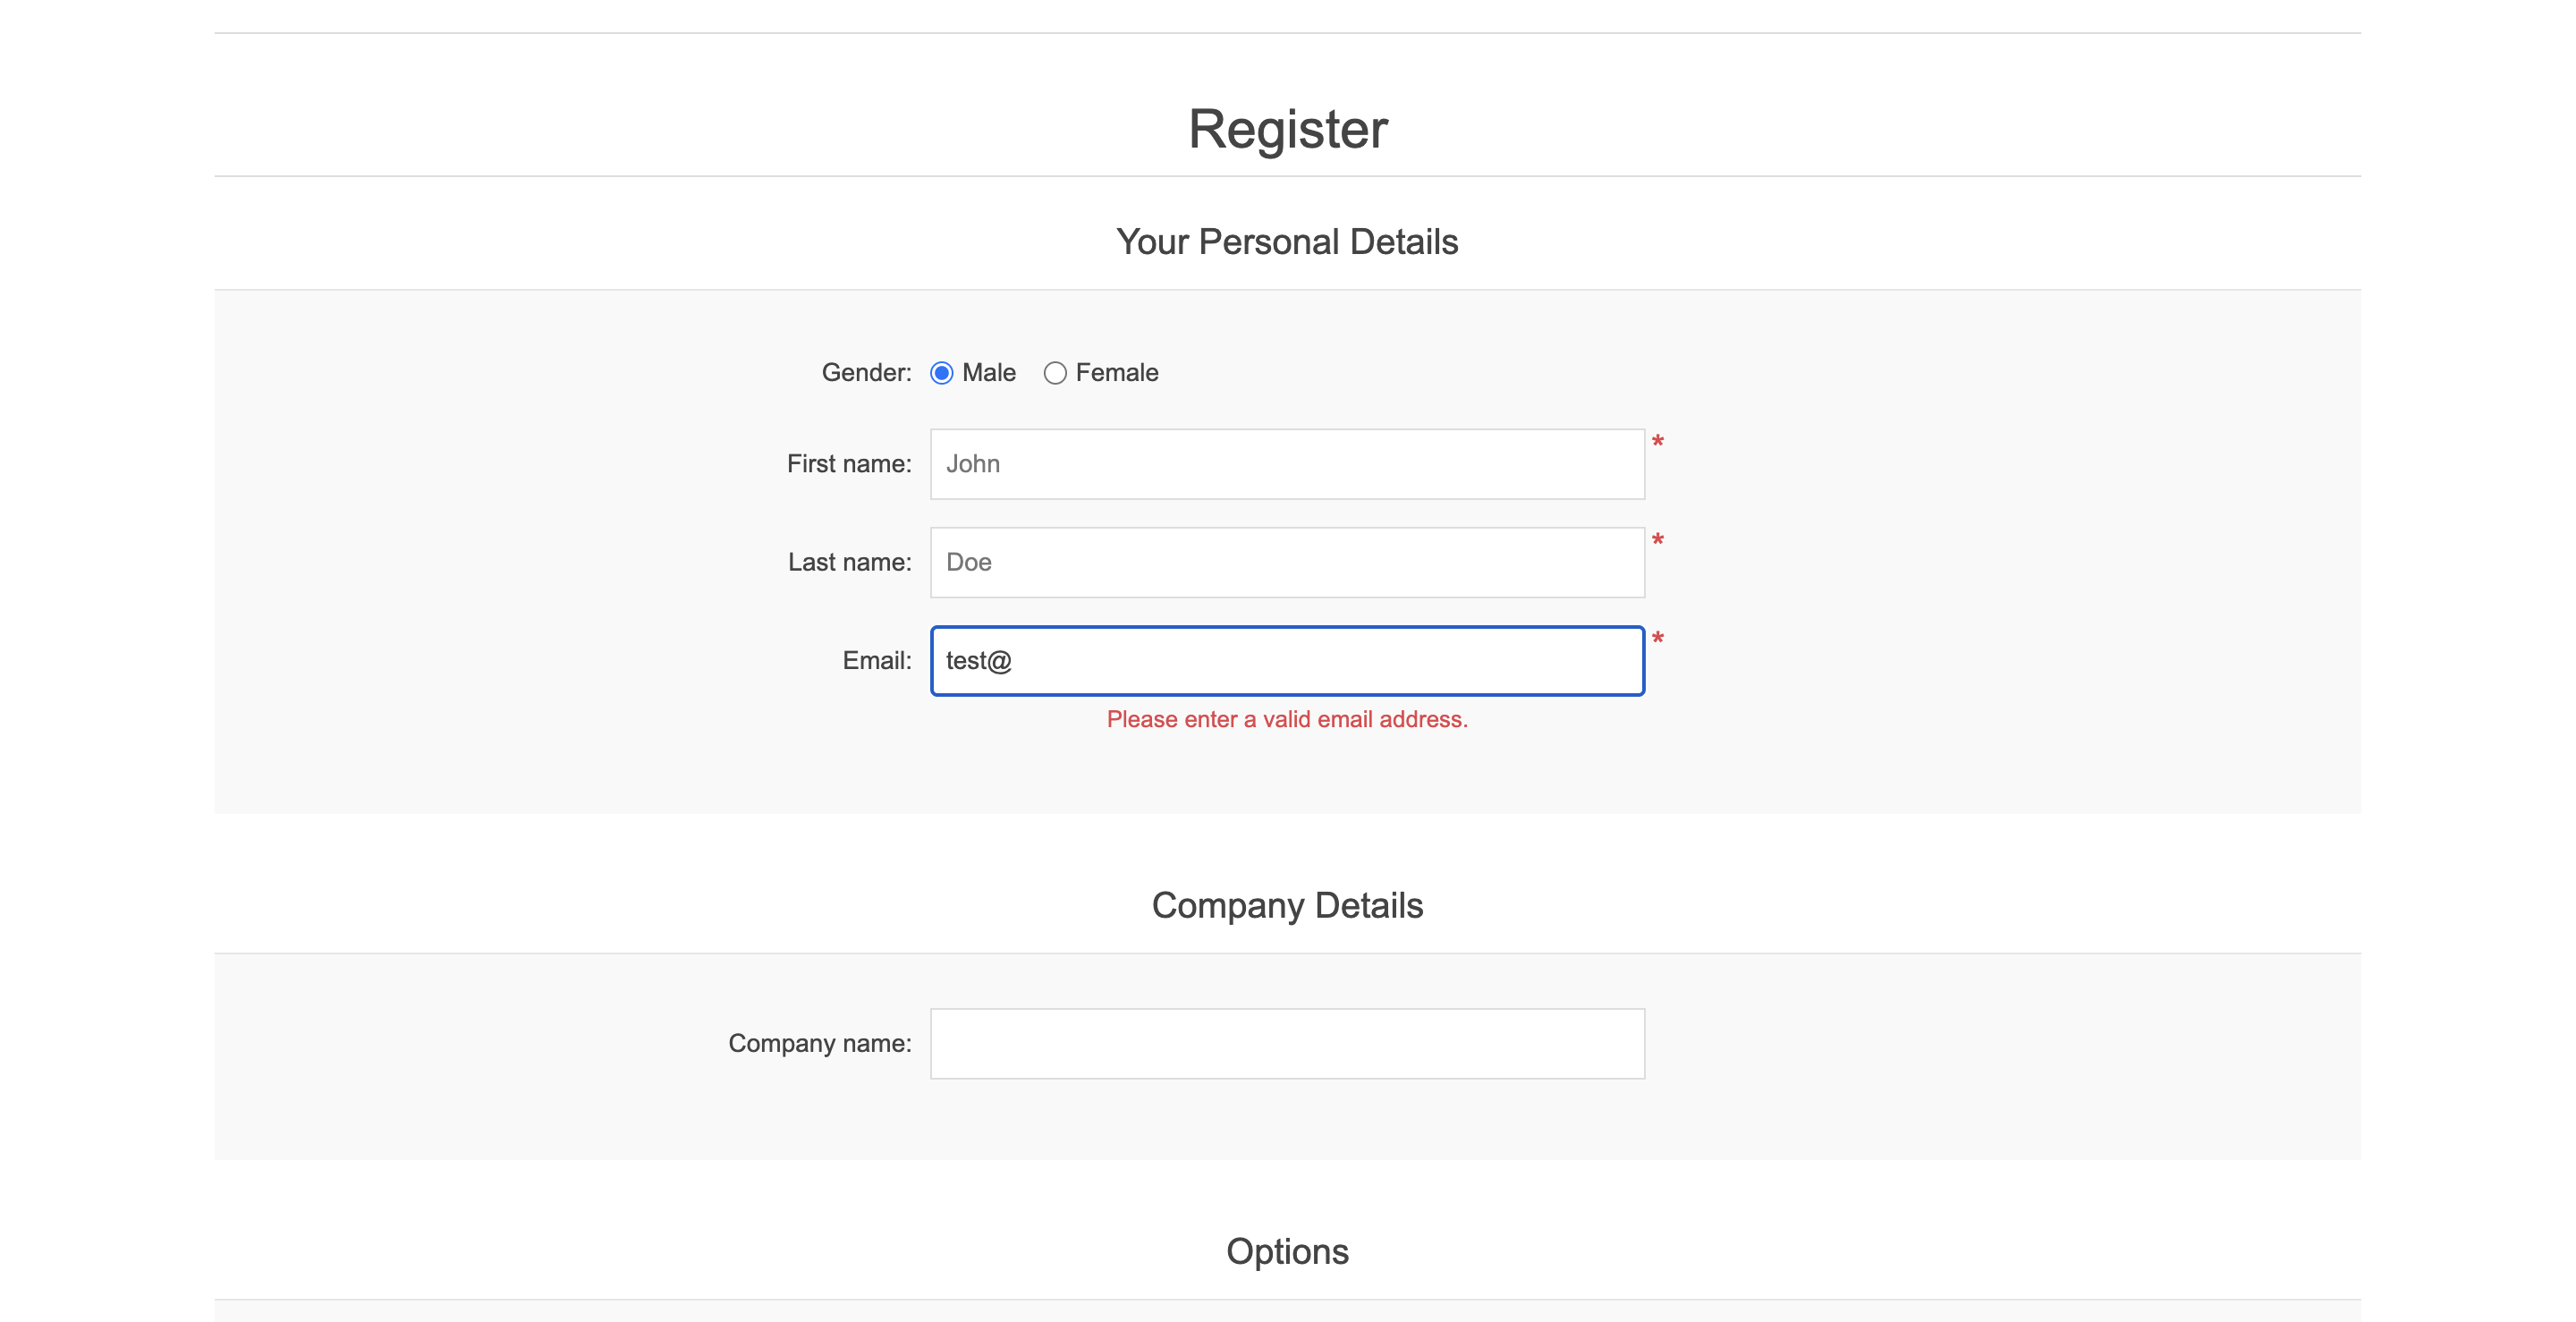 Register
Your Personal Details
Gender: Male Female
First name: John *
Last name: Doe *
Email: test@ *
Please enter a valid email address.
Company Details
Company name:
Options